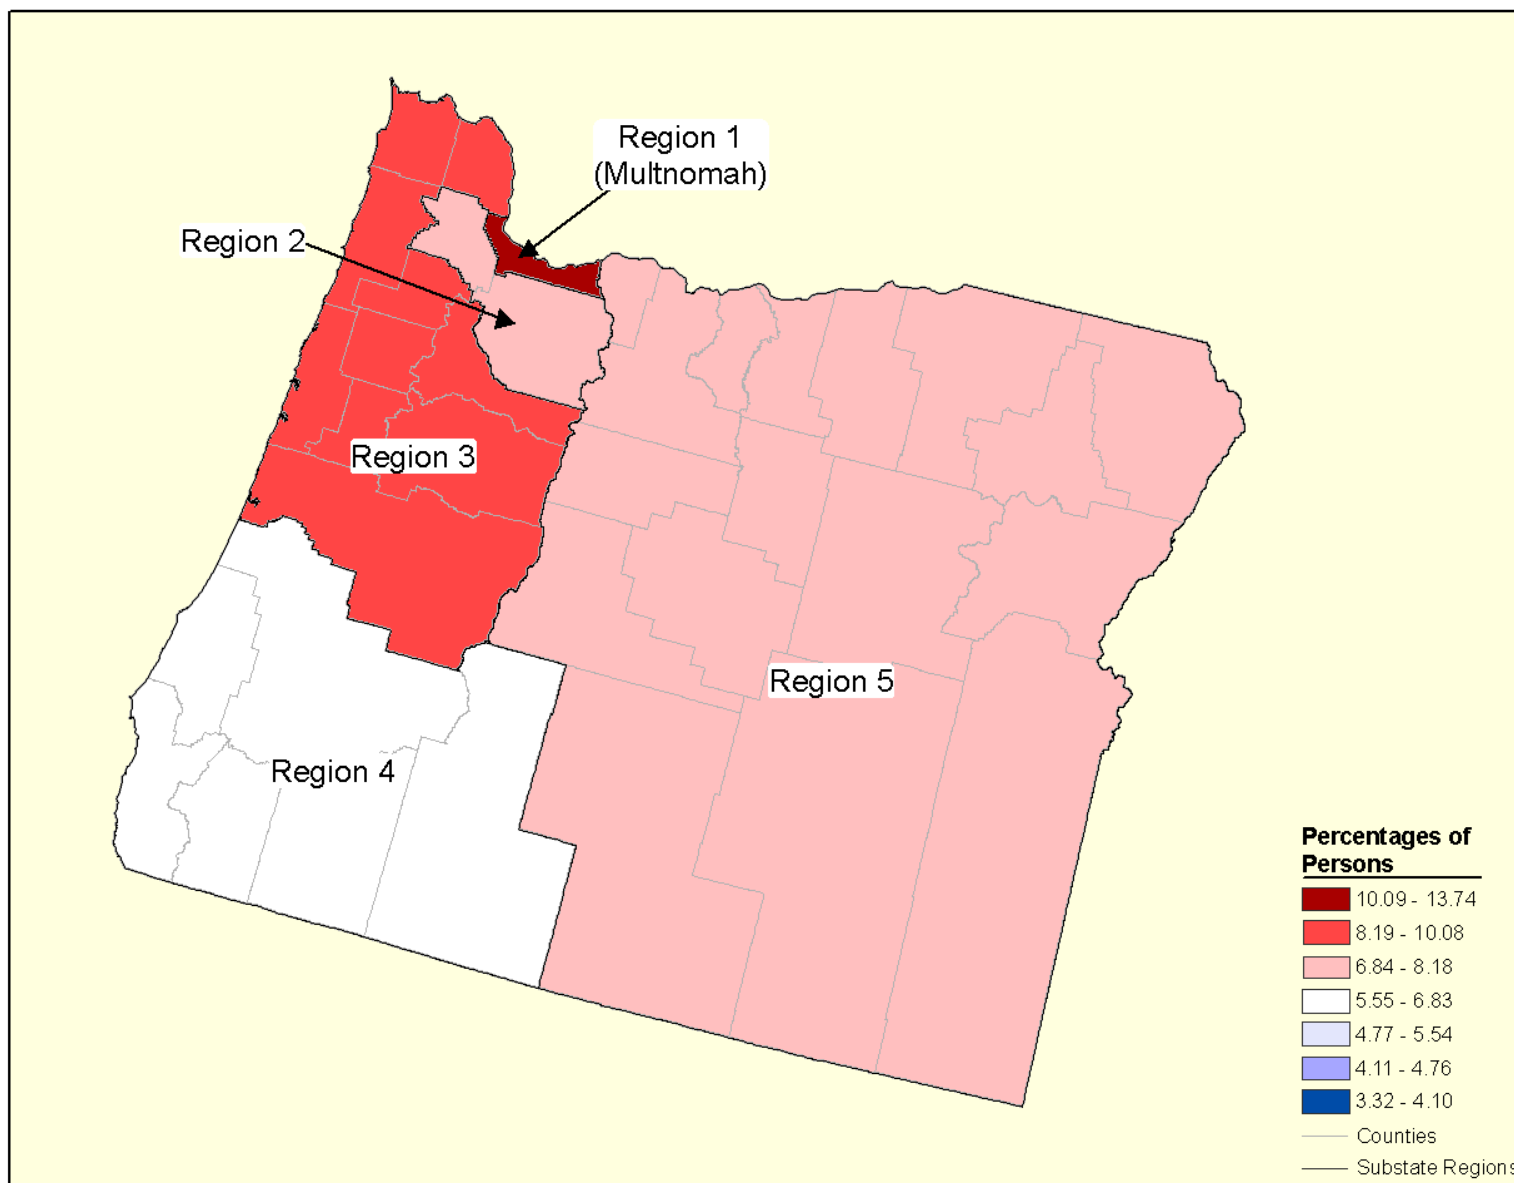 Region 1
(Multnomah)
Region 2
Region 3
Region 5
Region 4
Percentages of
Persons
10.09 - 13.74
8.19 - 10.08
6.84 - 8.18
5.55 - 6.83
4.77 - 5.54
4.11 - 4.76
3.32 - 4.10
Counties
Substate Regions